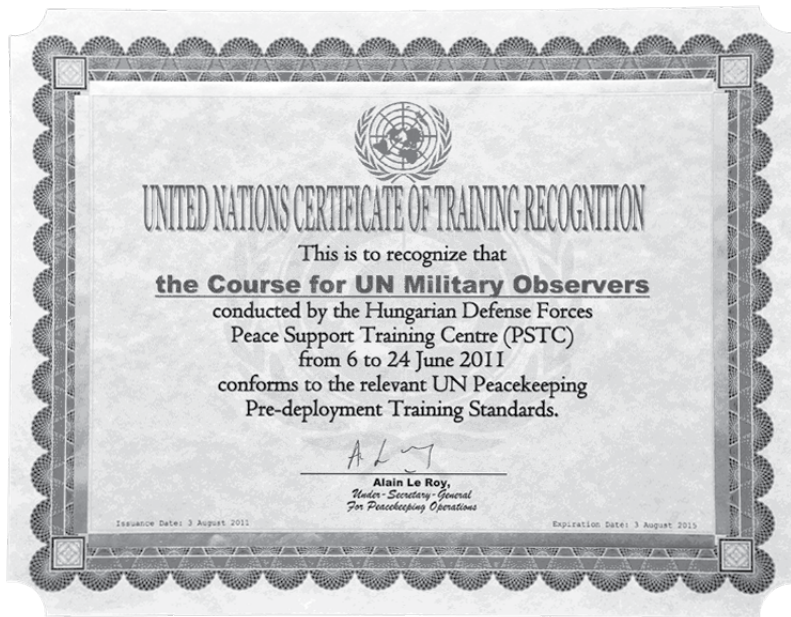 UNITED NATIONS CERTIFICATE OF TRAINING RECOGNITION
This is to recognize that
the Course for UN Military Observers
conducted by the Hungarian Defense Forces
Peace Support Training Centre (PSTC)
from 6 to 24 June 2011
conforms to the relevant UN Peacekeeping
Pre-deployment Training Standards.
Alain Le Roy,
Under-Secretary-General
For Peacekeeping Operations
Issuance Date: 3 August 2011
Expiration Date: 3 August 2015